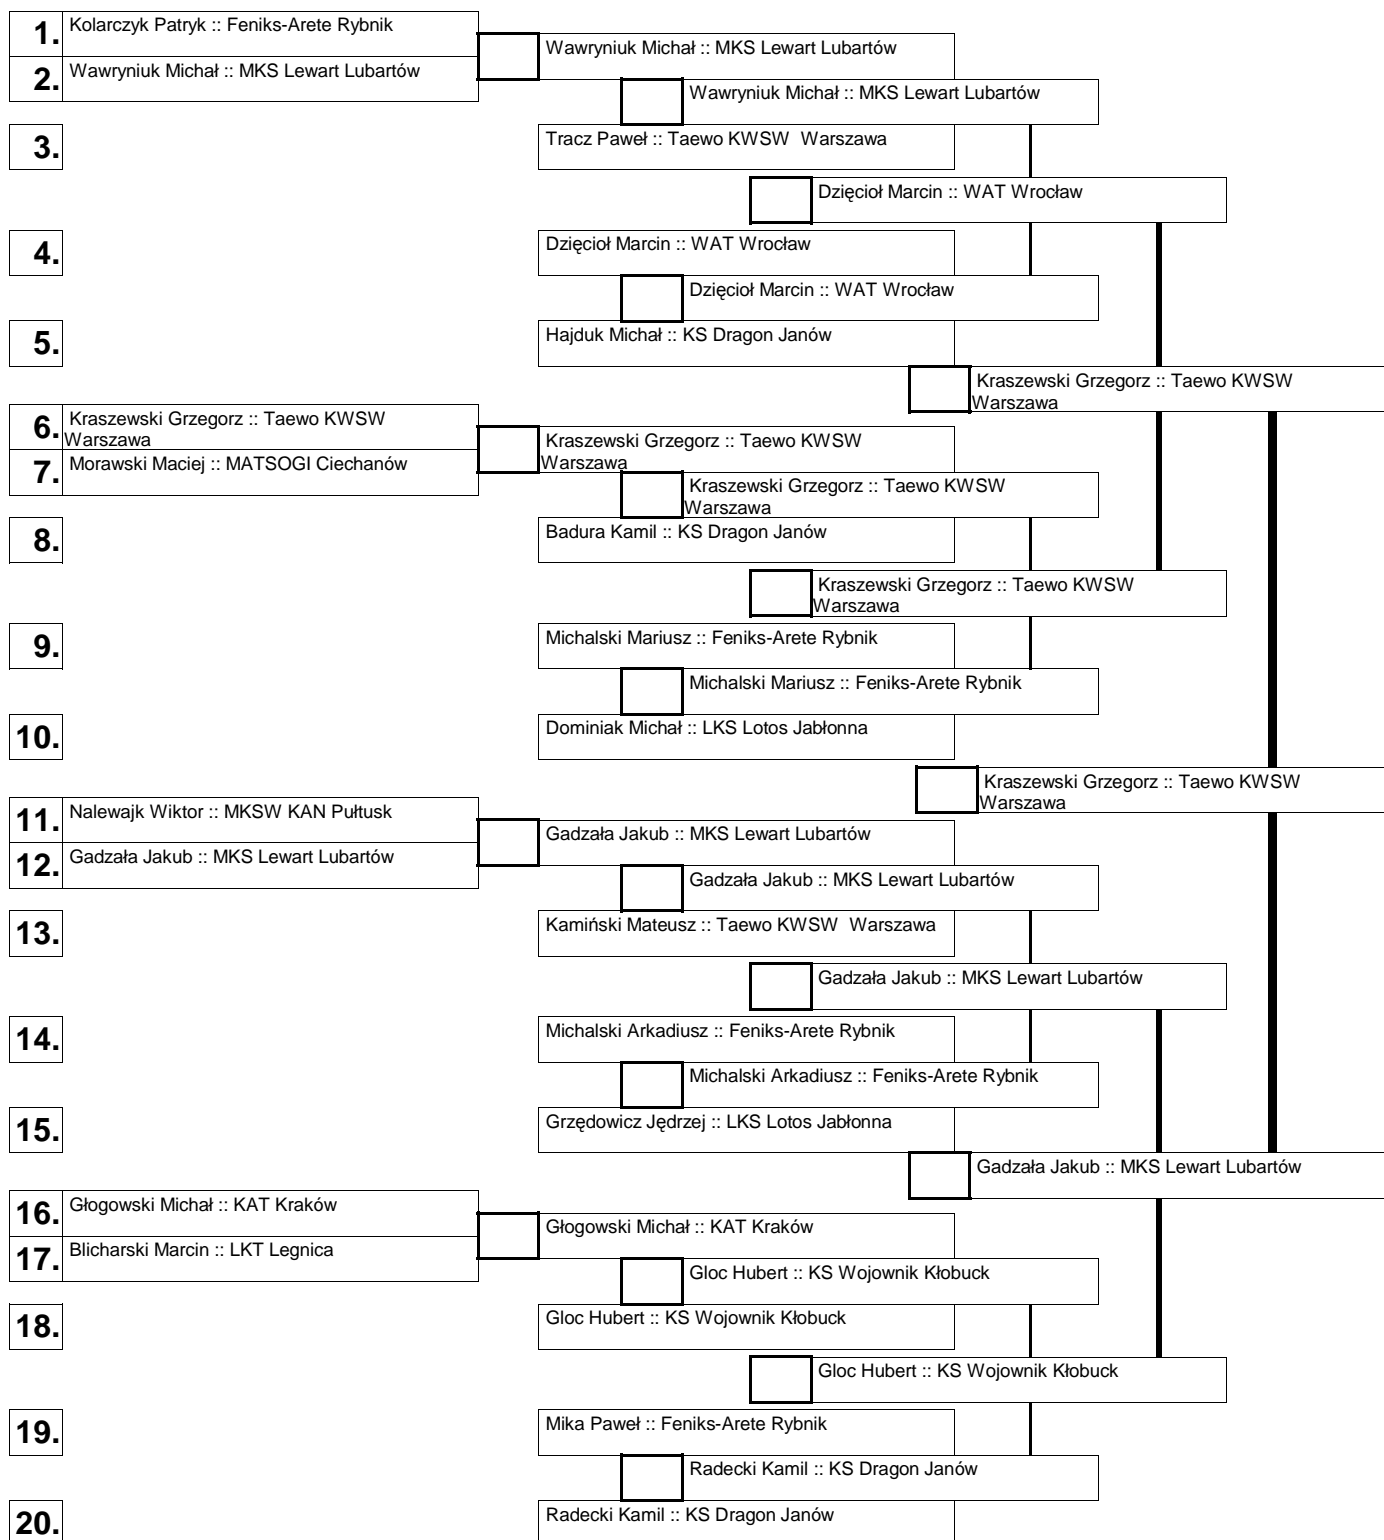 1. Kolarczyk Patryk :: Feniks-Arete Rybnik
Wawryniuk Michał :: MKS Lewart Lubartów
2. Wawryniuk Michał :: MKS Lewart Lubartów
Wawryniuk Michał :: MKS Lewart Lubartów
3. Tracz Paweł :: Taewo KWSW  Warszawa
Dzięcioł Marcin :: WAT Wrocław
4. Dzięcioł Marcin :: WAT Wrocław
Dzięcioł Marcin :: WAT Wrocław
5. Hajduk Michał :: KS Dragon Janów
Kraszewski Grzegorz :: Taewo KWSW
Warszawa
6. Kraszewski Grzegorz :: Taewo KWSW
Warszawa
Kraszewski Grzegorz :: Taewo KWSW
Warszawa
7. Morawski Maciej :: MATSOGI Ciechanów
Kraszewski Grzegorz :: Taewo KWSW
Warszawa
8. Badura Kamil :: KS Dragon Janów
Kraszewski Grzegorz :: Taewo KWSW
Warszawa
9. Michalski Mariusz :: Feniks-Arete Rybnik
Michalski Mariusz :: Feniks-Arete Rybnik
10. Dominiak Michał :: LKS Lotos Jabłonna
Kraszewski Grzegorz :: Taewo KWSW
Warszawa
11. Nalewajk Wiktor :: MKSW KAN Pułtusk
Gadzała Jakub :: MKS Lewart Lubartów
12. Gadzała Jakub :: MKS Lewart Lubartów
Gadzała Jakub :: MKS Lewart Lubartów
13. Kamiński Mateusz :: Taewo KWSW  Warszawa
Gadzała Jakub :: MKS Lewart Lubartów
14. Michalski Arkadiusz :: Feniks-Arete Rybnik
Michalski Arkadiusz :: Feniks-Arete Rybnik
15. Grzędowicz Jędrzej :: LKS Lotos Jabłonna
Gadzała Jakub :: MKS Lewart Lubartów
16. Głogowski Michał :: KAT Kraków
Głogowski Michał :: KAT Kraków
17. Blicharski Marcin :: LKT Legnica
Gloc Hubert :: KS Wojownik Kłobuck
18. Gloc Hubert :: KS Wojownik Kłobuck
Gloc Hubert :: KS Wojownik Kłobuck
19. Mika Paweł :: Feniks-Arete Rybnik
Radecki Kamil :: KS Dragon Janów
20. Radecki Kamil :: KS Dragon Janów